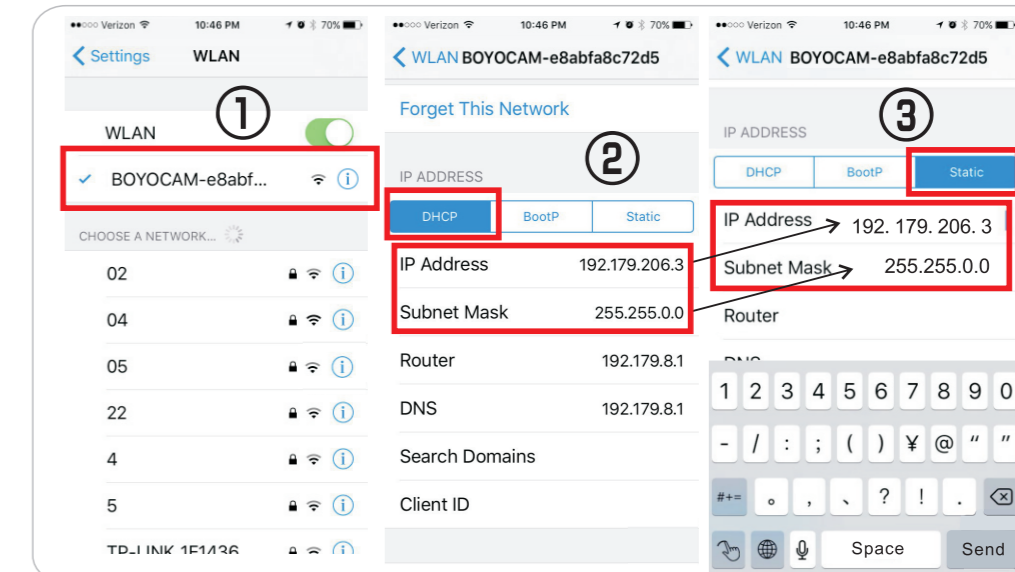 Verizon 10:46 PM 70%
Settings WLAN
①
WLAN
BOYOCAM-e8abf...
CHOOSE A NETWORK...
02
04
05
22
4
5
TP-LINK_1F1436
Verizon 10:46 PM 70%
WLAN BOYOCAM-e8abfa8c72d5
Forget This Network
②
IP ADDRESS
DHCP BootP Static
IP Address 192.179.206.3
Subnet Mask 255.255.0.0
Router 192.179.8.1
DNS 192.179.8.1
Search Domains
Client ID
Verizon 10:46 PM 70%
WLAN BOYOCAM-e8abfa8c72d5
③
IP ADDRESS
DHCP BootP Static
IP Address 192. 179. 206. 3
Subnet Mask 255.255.0.0
Router
DNS
1 2 3 4 5 6 7 8 9 0
- / : ; ( ) ¥ @ “ ”
#+= 。 , 、 ? ! .
Space Send